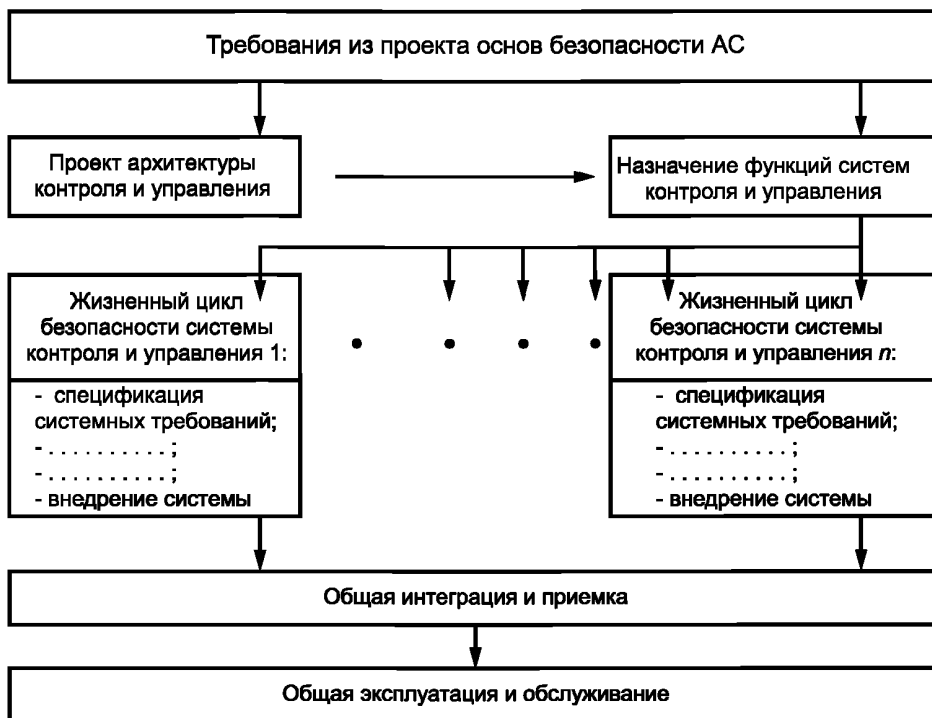 Требования из проекта основ безопасности АС
Проект архитектуры
контроля и управления
Назначение функций систем
контроля и управления
Жизненный цикл
безопасности системы
контроля и управления 1:
- спецификация
системных требований;
- . . . . . . . . . . ;
- . . . . . . . . . . ;
- внедрение системы
Жизненный цикл
безопасности системы
контроля и управления n:
- спецификация
системных требований;
- . . . . . . . . . . ;
- . . . . . . . . . . ;
- внедрение системы
Общая интеграция и приемка
Общая эксплуатация и обслуживание